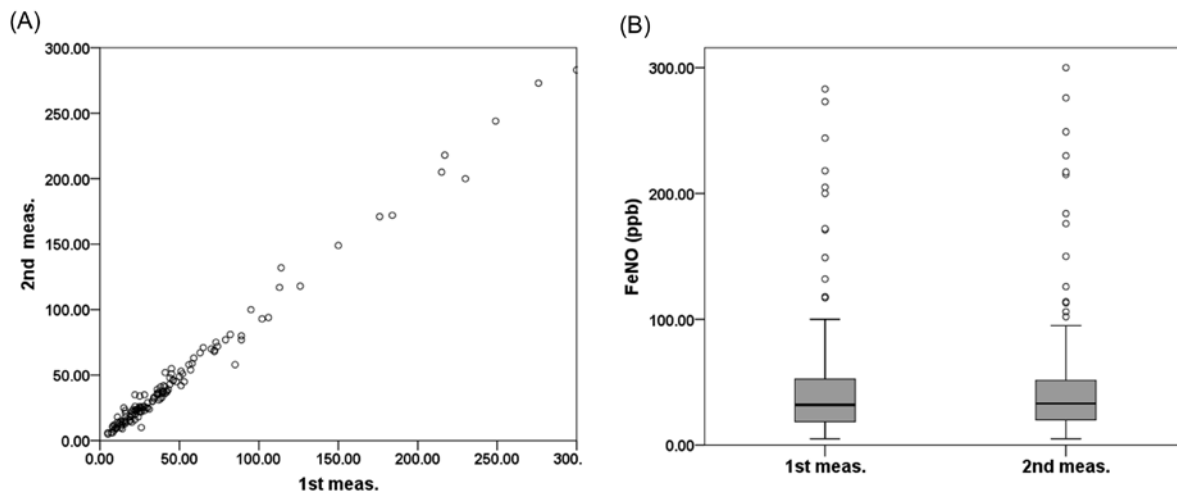 (A)
300.00
250.00
200.00
150.00
100.00
50.00
0.00
2nd meas.
0.00 50.00 100.00 150.00 200.00 250.00 300.
1st meas.
(B)
300.00
200.00
100.00
0.00
FeNO (ppb)
1st meas. 2nd meas.